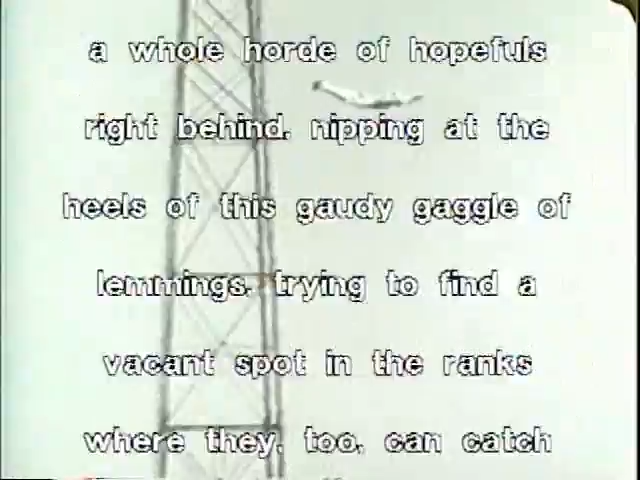 a whole horde of hopefuls
right behind, nipping at the
heels of this gaudy gaggle of
lemmings, trying to find a
vacant spot in the ranks
where they, too, can catch